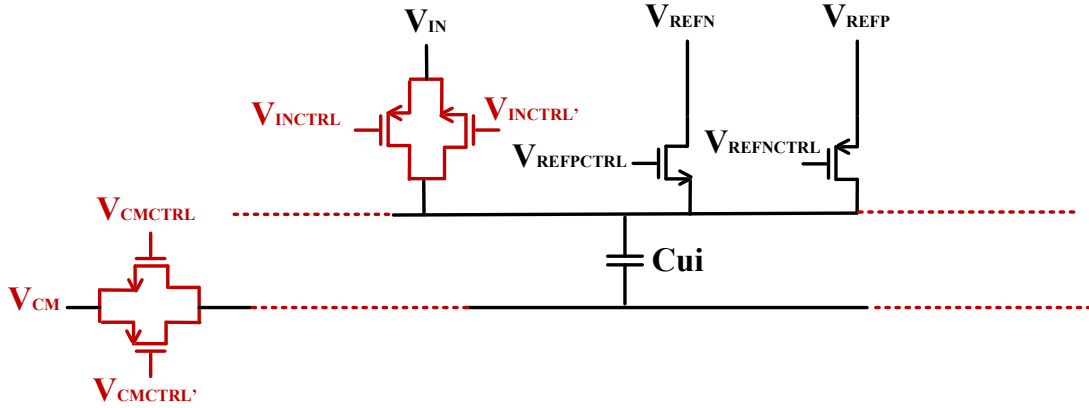 VIN
VREFN
VREFP
VINCTRL
VINCTRL’
VREFPCTRL
VREFNCTRL
VCMCTRL
Cui
VCM
VCMCTRL’